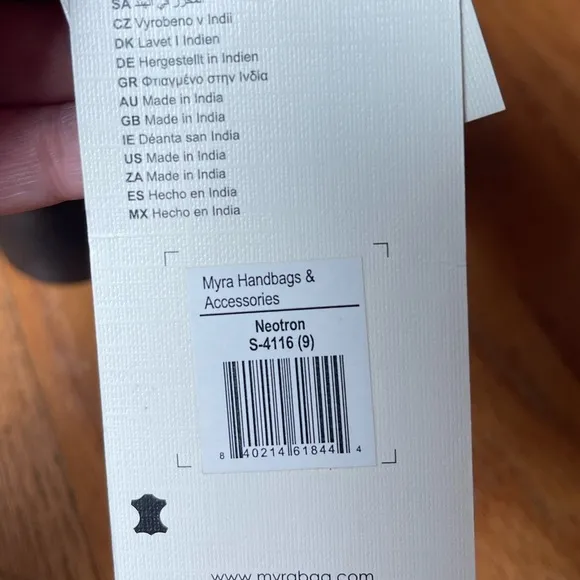 SA
CZ Vyrobeno v Indii
DK Lavet I Indien
DE Hergestellt in Indien
GR Φτιαγμένο στην Ινδία
AU Made in India
GB Made in India
IE Déanta san India
US Made in India
ZA Made in India
ES Hecho en India
MX Hecho en India
Myra Handbags &
Accessories
Neotron
S-4116 (9)
8 40214 61844 4
www.myrabag.com